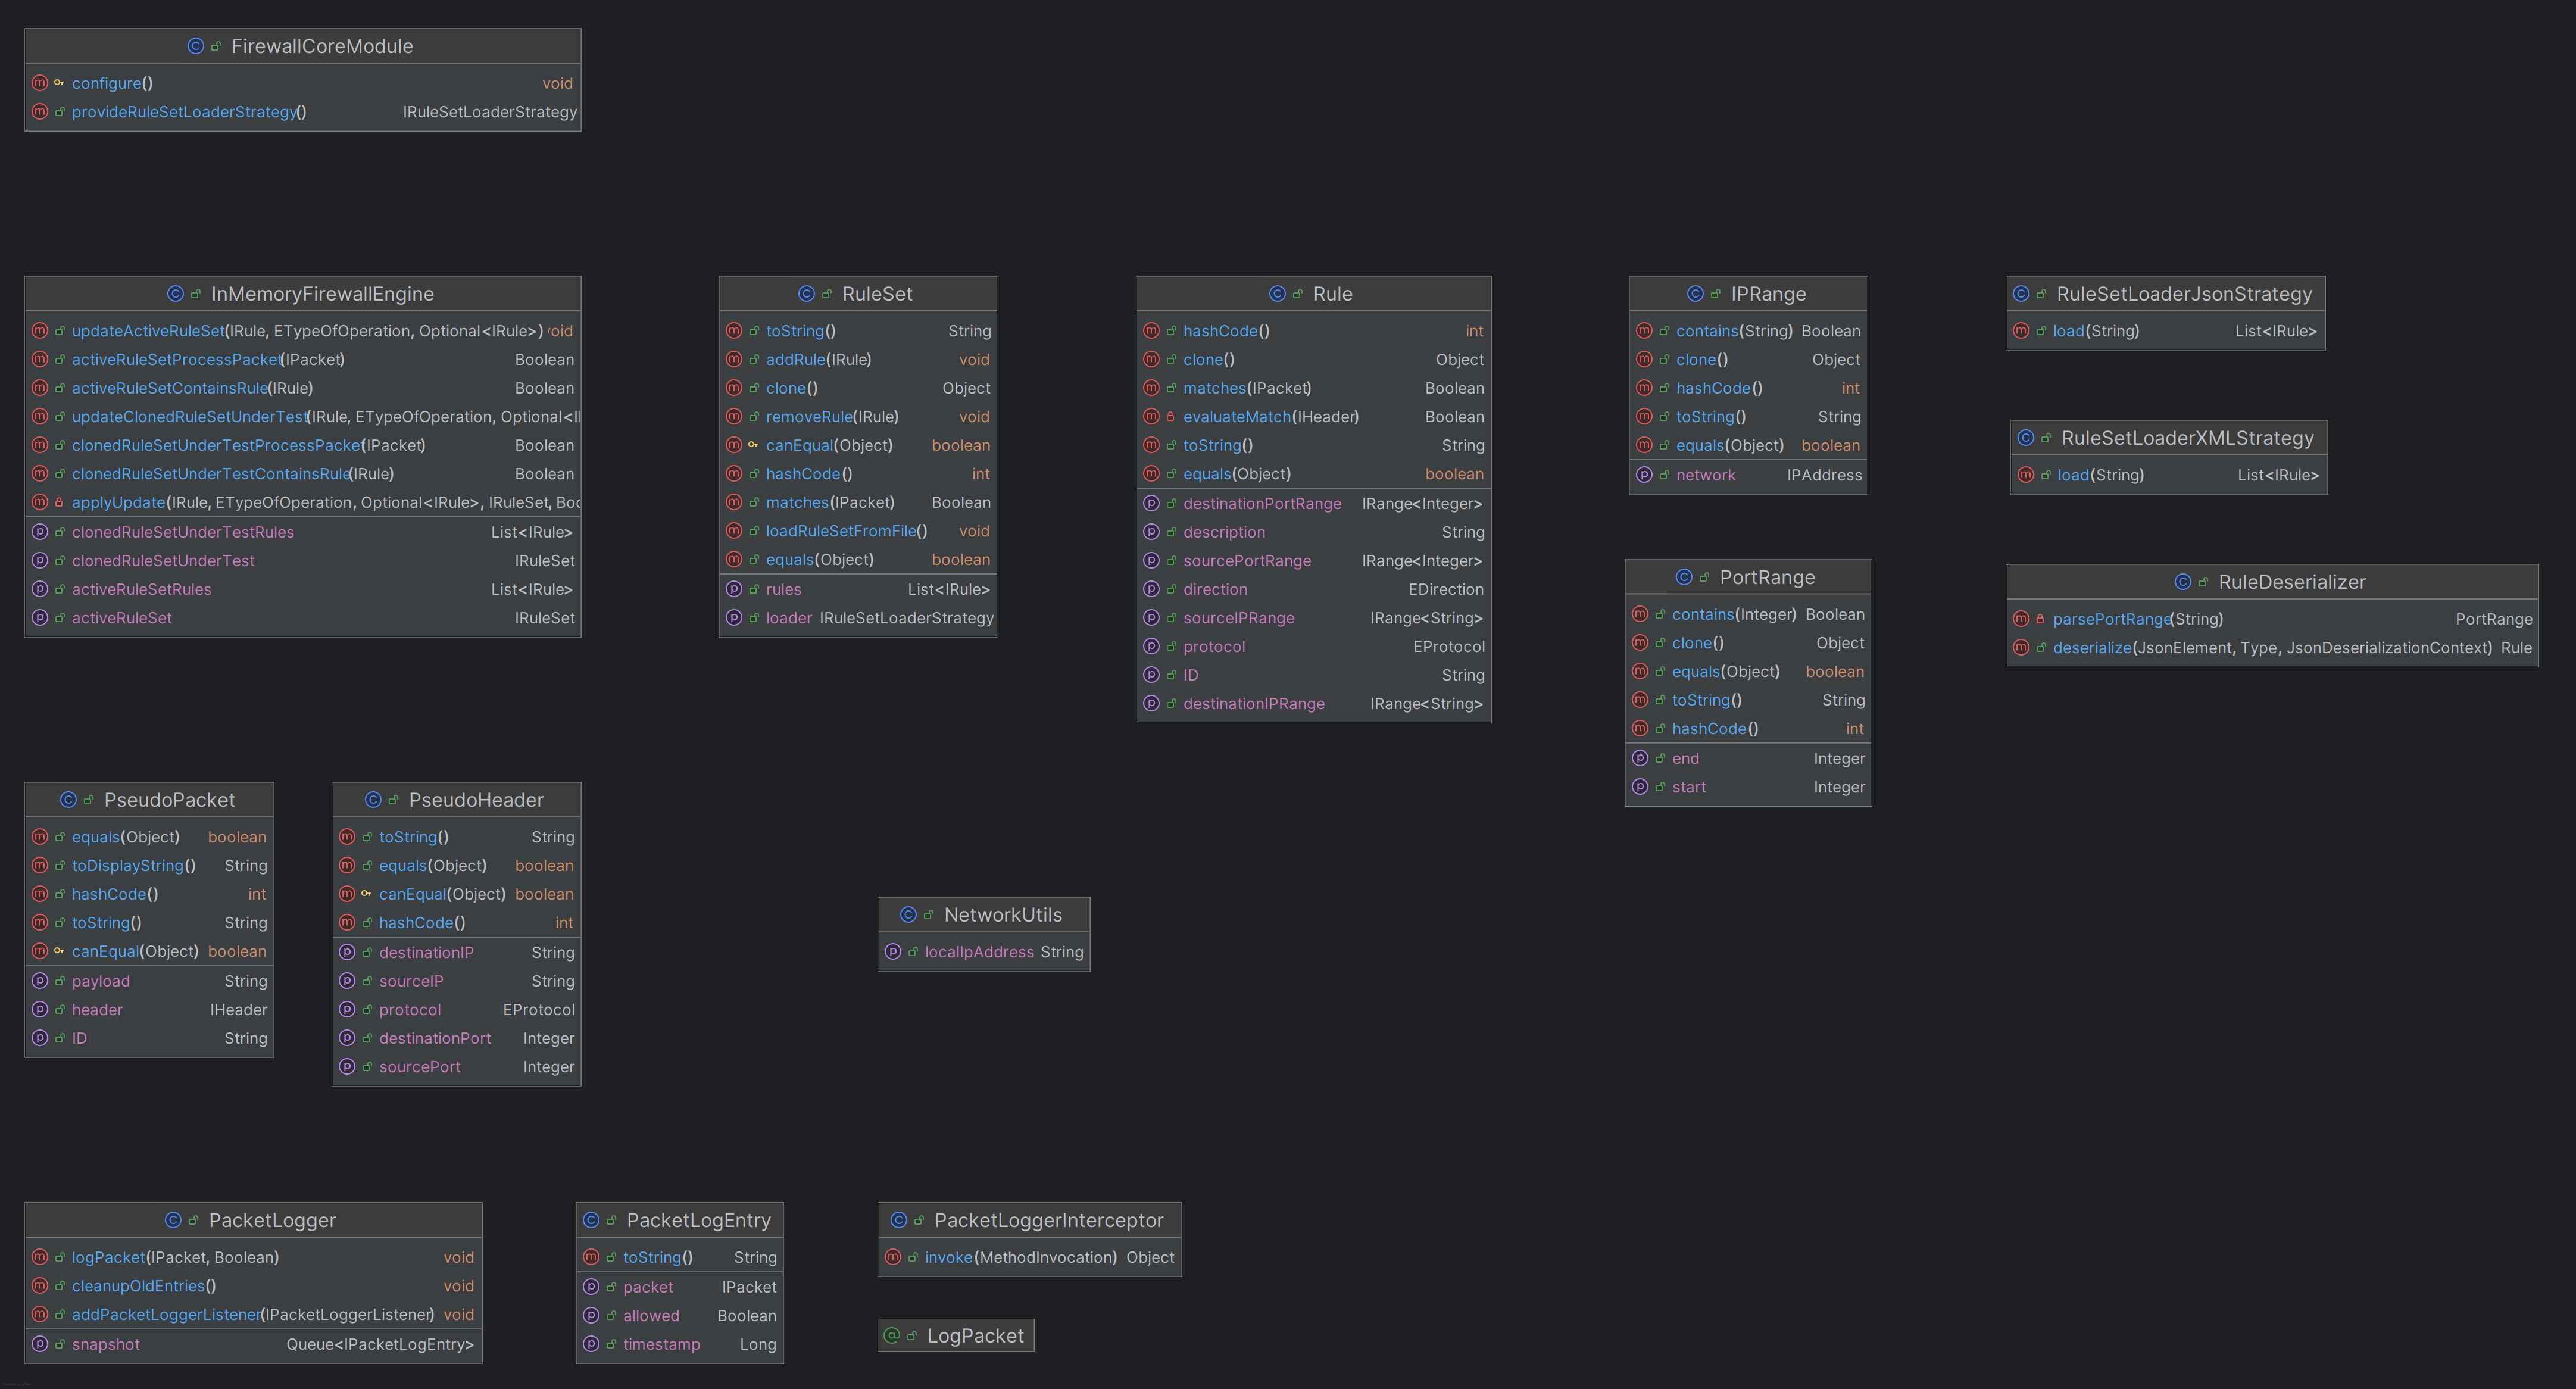 FirewallCoreModule
configure() void
provideRuleSetLoaderStrategy() IRuleSetLoaderStrategy
InMemoryFirewallEngine
updateActiveRuleSet(IRule, ETypeOfOperation, Optional<IRule>) void
activeRuleSetProcessPacket(IPacket) Boolean
activeRuleSetContainsRule(IRule) Boolean
updateClonedRuleSetUnderTest(IRule, ETypeOfOperation, Optional<I
clonedRuleSetUnderTestProcessPacke(IPacket) Boolean
clonedRuleSetUnderTestContainsRule(IRule) Boolean
applyUpdate(IRule, ETypeOfOperation, Optional<IRule>, IRuleSet, Boo
clonedRuleSetUnderTestRules List<IRule>
clonedRuleSetUnderTest IRuleSet
activeRuleSetRules List<IRule>
activeRuleSet IRuleSet
RuleSet
toString() String
addRule(IRule) void
clone() Object
removeRule(IRule) void
canEqual(Object) boolean
hashCode() int
matches(IPacket) Boolean
loadRuleSetFromFile() void
equals(Object) boolean
rules List<IRule>
loader IRuleSetLoaderStrategy
Rule
hashCode() int
clone() Object
matches(IPacket) Boolean
evaluateMatch(IHeader) Boolean
toString() String
equals(Object) boolean
destinationPortRange IRange<Integer>
description String
sourcePortRange IRange<Integer>
direction EDirection
sourceIPRange IRange<String>
protocol EProtocol
ID String
destinationIPRange IRange<String>
IPRange
contains(String) Boolean
clone() Object
hashCode() int
toString() String
equals(Object) boolean
network IPAddress
RuleSetLoaderJsonStrategy
load(String) List<IRule>
RuleSetLoaderXMLStrategy
load(String) List<IRule>
PortRange
contains(Integer) Boolean
clone() Object
equals(Object) boolean
toString() String
hashCode() int
end Integer
start Integer
RuleDeserializer
parsePortRange(String) PortRange
deserialize(JsonElement, Type, JsonDeserializationContext) Rule
PseudoPacket
equals(Object) boolean
toDisplayString() String
hashCode() int
toString() String
canEqual(Object) boolean
payload String
header IHeader
ID String
PseudoHeader
toString() String
equals(Object) boolean
canEqual(Object) boolean
hashCode() int
destinationIP String
sourceIP String
protocol EProtocol
destinationPort Integer
sourcePort Integer
NetworkUtils
localIpAddress String
PacketLogger
logPacket(IPacket, Boolean) void
cleanupOldEntries() void
addPacketLoggerListener(IPacketLoggerListener) void
snapshot Queue<IPacketLogEntry>
PacketLogEntry
toString() String
packet IPacket
allowed Boolean
timestamp Long
PacketLoggerInterceptor
invoke(MethodInvocation) Object
LogPacket